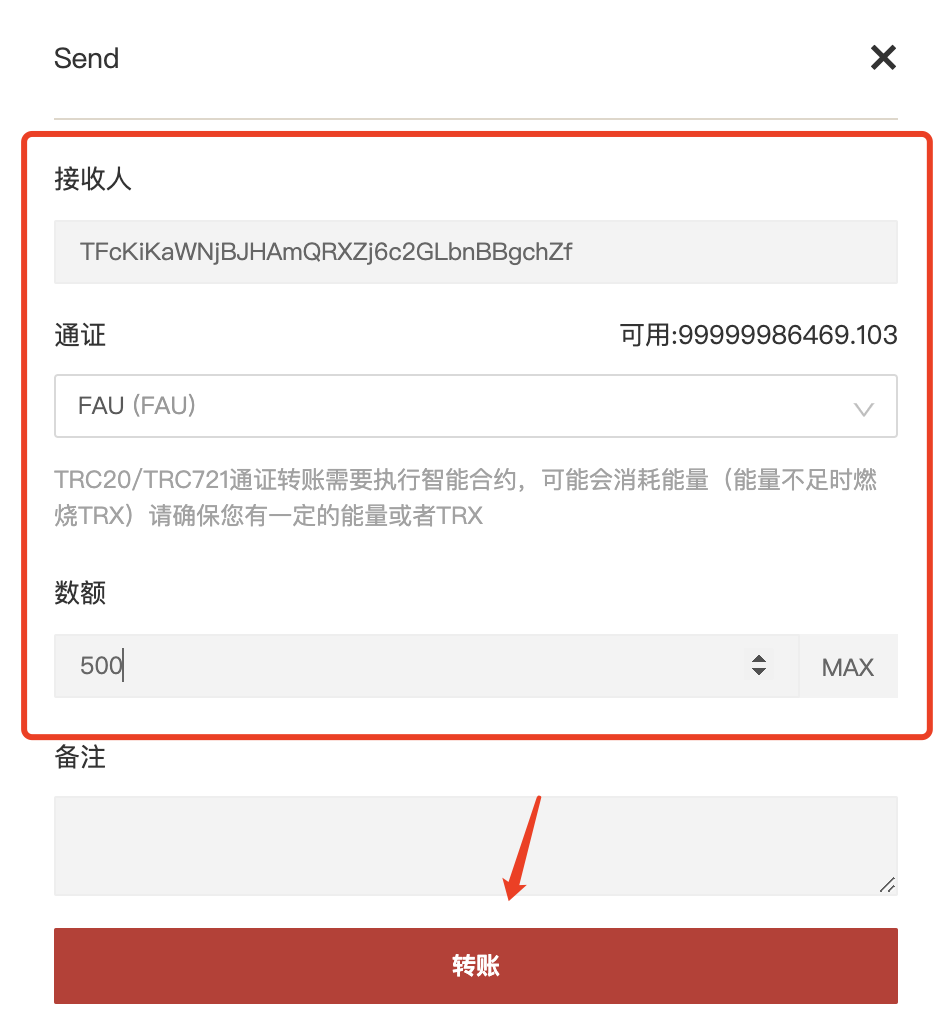 Send
接收人
TFcKiKaWNjBJHAmQRXZj6c2GLbnBBgchZf
通证
可用:99999986469.103
FAU (FAU)
TRC20/TRC721通证转账需要执行智能合约，可能会消耗能量（能量不足时燃
烧TRX）请确保您有一定的能量或者TRX
数额
500
MAX
备注
转账